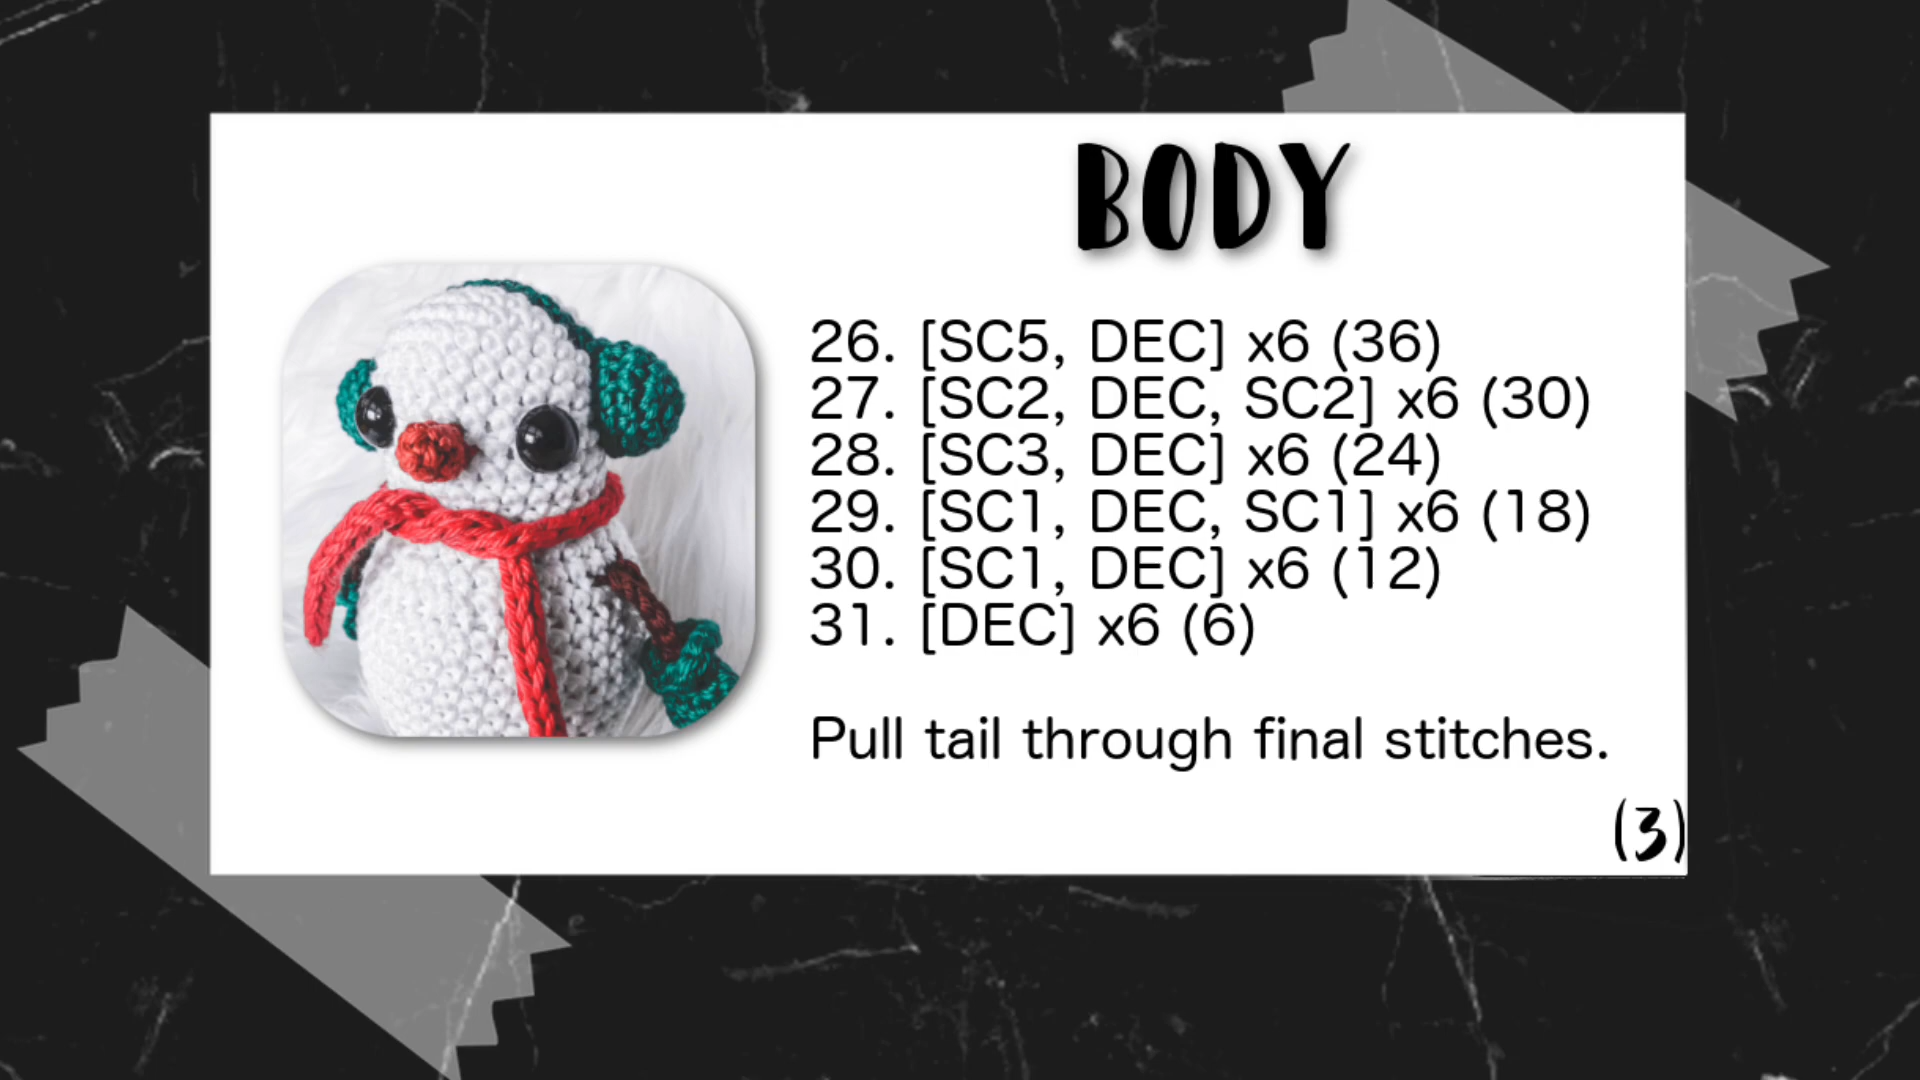 BODY
26. [SC5, DEC] x6 (36)
27. [SC2, DEC, SC2] x6 (30)
28. [SC3, DEC] x6 (24)
29. [SC1, DEC, SC1] x6 (18)
30. [SC1, DEC] x6 (12)
31. [DEC] x6 (6)
Pull tail through final stitches.
(3)